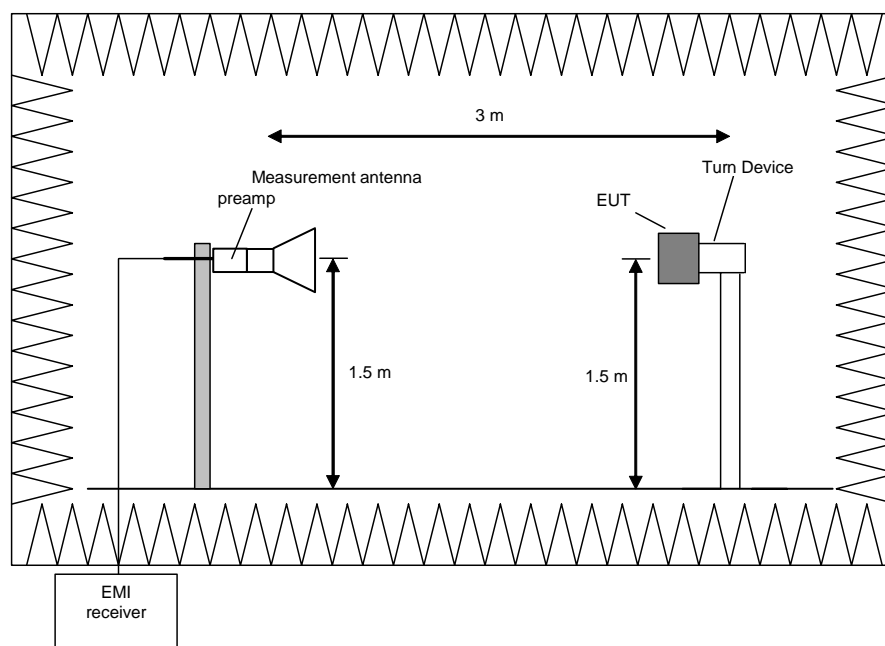 3 m
Measurement antenna
preamp
Turn Device
EUT
1.5 m
1.5 m
EMI
receiver